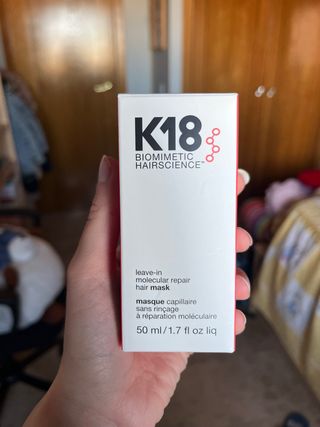 K18
BIOMIMETIC
HAIRSCIENCE™
leave-in
molecular repair
hair mask
masque capillaire
sans rinçage
à réparation moléculaire
50 ml/1.7 fl oz liq